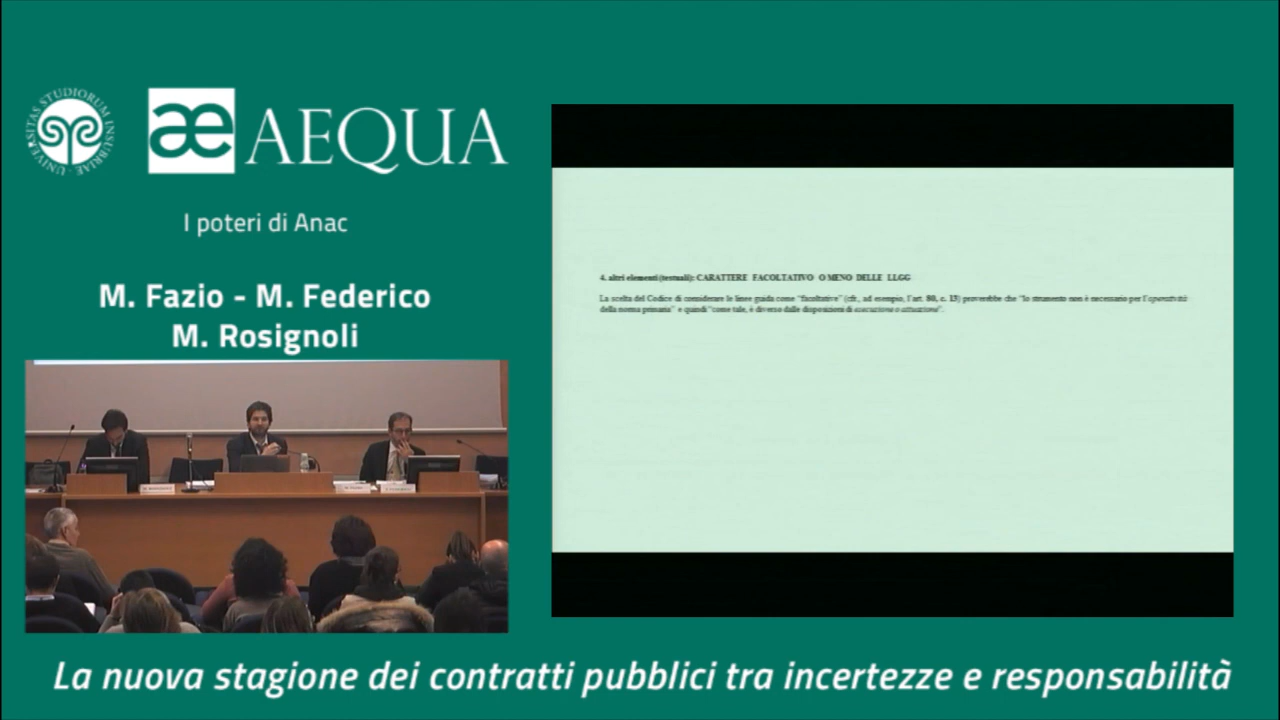 UNIVERSITAS STUDIORUM INSUBRIAE
æ AEQUA
I poteri di Anac
M. Fazio - M. Federico
M. Rosignoli
4. altri elementi (testuali): CARATTERE FACOLTATIVO O MENO DELLE LLGG
La scelta del Codice di considerare le linee guida come "facoltative" (cfr., ad esempio, l'art. 80, c. 13) proverebbe che "lo strumento non è necessario per l'operatività
della norma primaria" e quindi "come tale, è diverso dalle disposizioni di esecuzione o attuazione".
La nuova stagione dei contratti pubblici tra incertezze e responsabilità